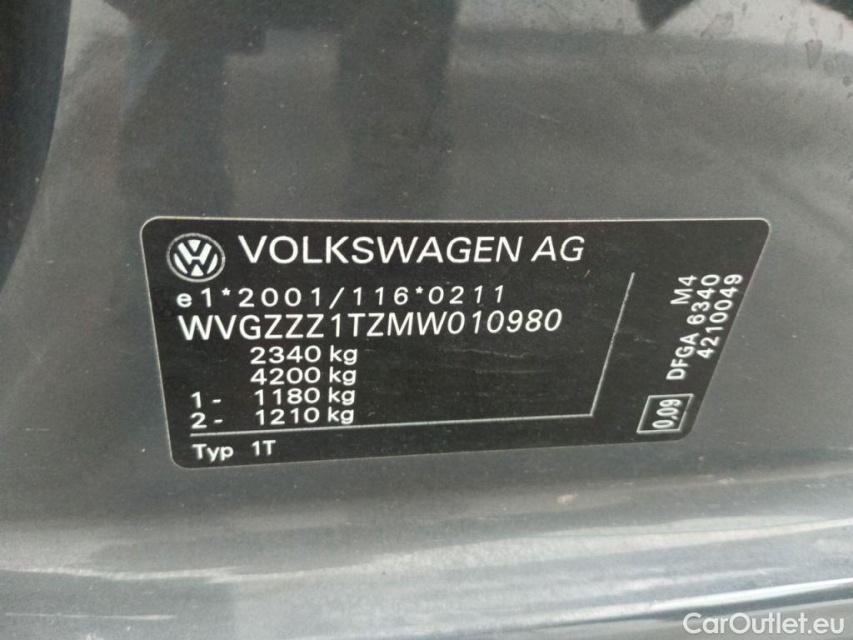 VOLKSWAGEN AG
e1*2001/116*0211
WVGZZZ1TZMW010980
2340 kg
4200 kg
1- 1180 kg
2- 1210 kg
Typ 1T
M4
DFGA 6340
4210049
0,09
CarOutlet.eu